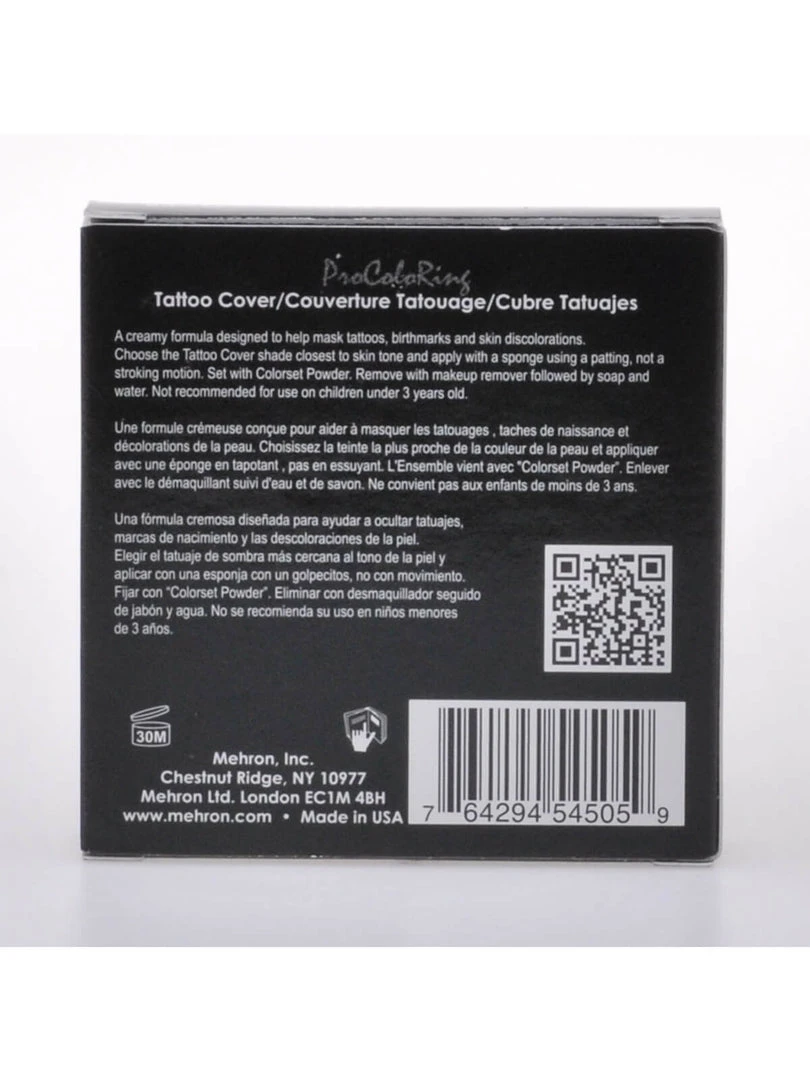 ProColoRing
Tattoo Cover/Couverture Tatouage/Cubre Tatuajes
A creamy formula designed to help mask tattoos, birthmarks and skin discolorations.
Choose the Tattoo Cover shade closest to skin tone and apply with a sponge using a patting, not a
stroking motion. Set with Colorset Powder. Remove with makeup remover followed by soap and
water. Not recommended for use on children under 3 years old.
Une formule crémeuse conçue pour aider à masquer les tatouages , taches de naissance et
décolorations de la peau. Choisissez la teinte la plus proche de la couleur de la peau et appliquer
avec une éponge en tapotant , pas en essuyant. L'Ensemble vient avec "Colorset Powder". Enlever
avec le démaquillant suivi d'eau et de savon. Ne convient pas aux enfants de moins de 3 ans.
Una fórmula cremosa diseñada para ayudar a ocultar tatuajes,
marcas de nacimiento y las descoloraciones de la piel.
Elegir el tatuaje de sombra más cercana al tono de la piel y
aplicar con una esponja con un golpecitos, no con movimiento.
Fijar con "Colorset Powder". Eliminar con desmaquillador seguido
de jabón y agua. No se recomienda su uso en niños menores
de 3 años.
30M
Mehron, Inc.
Chestnut Ridge, NY 10977
Mehron Ltd. London EC1M 4BH
www.mehron.com • Made in USA
7 64294 54505 9